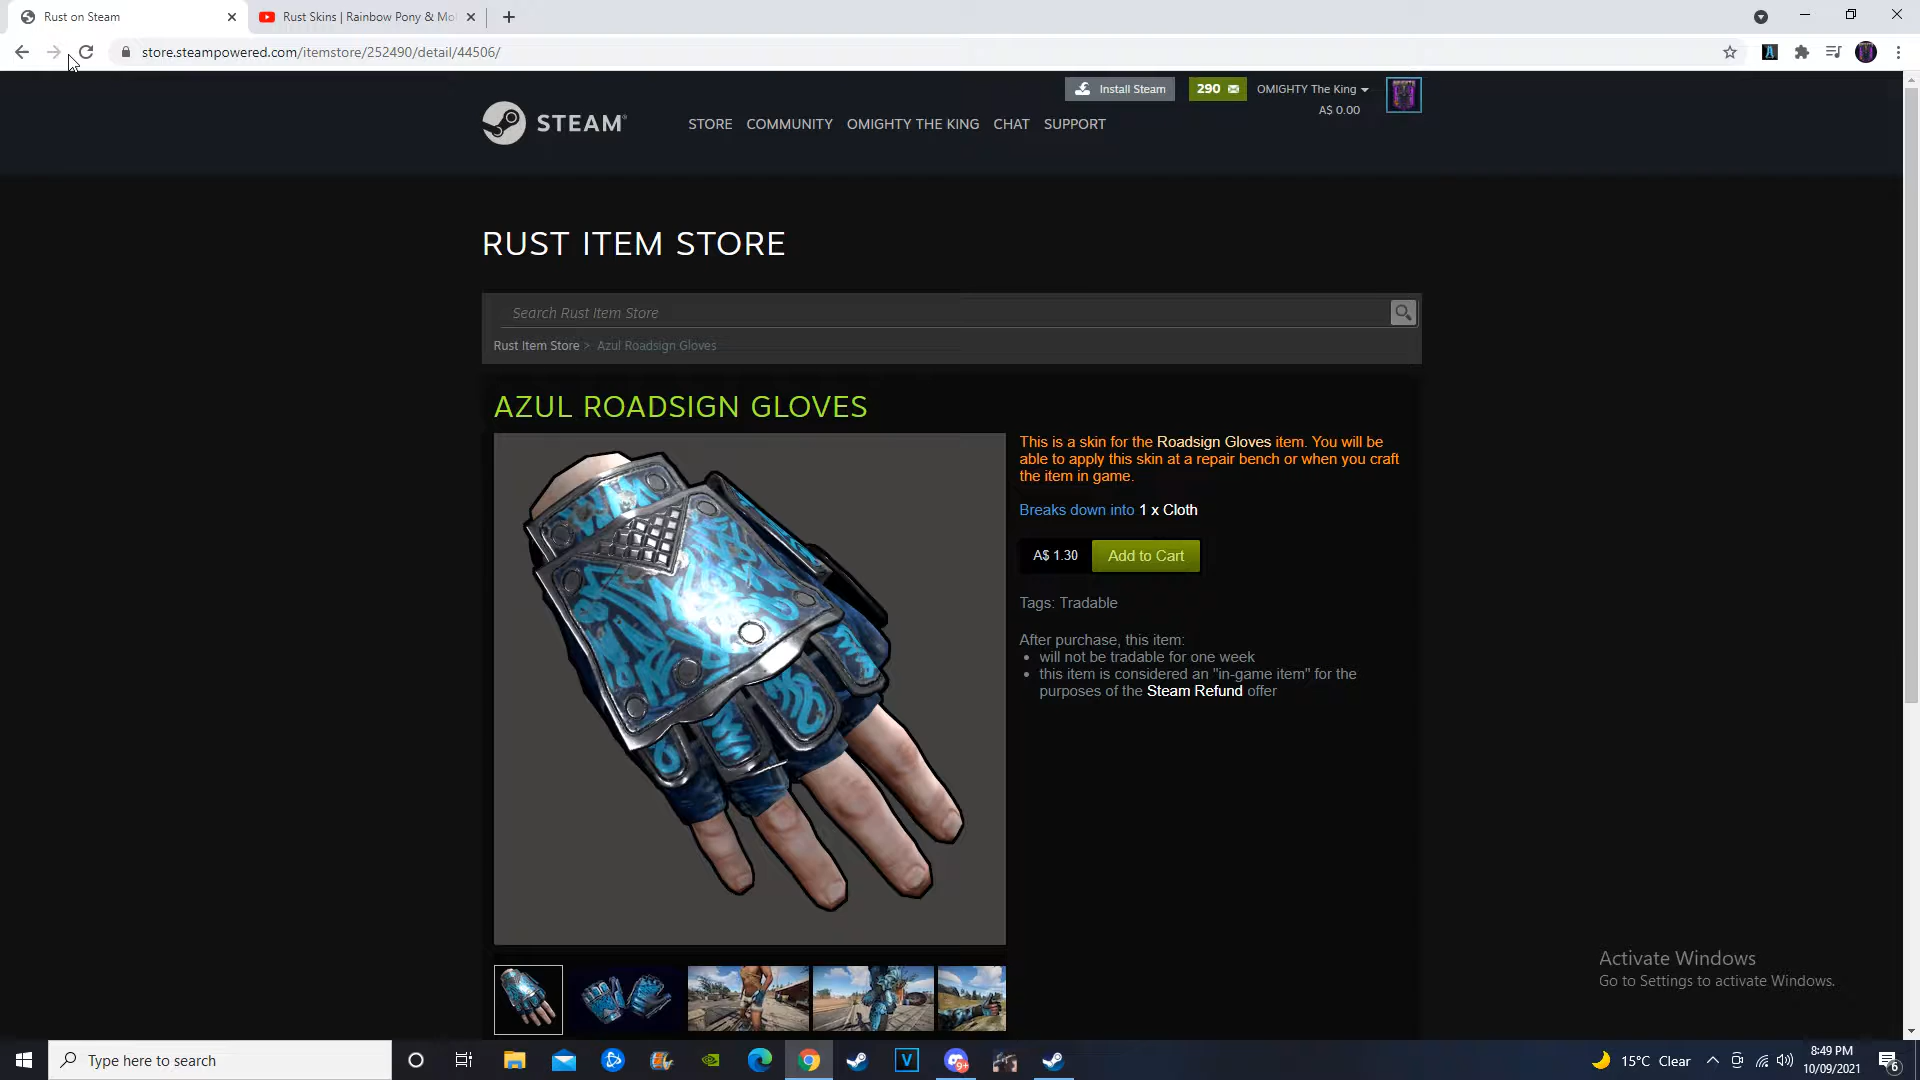 Rust on Steam
Rust Skins | Rainbow Pony & Mo
store.steampowered.com/itemstore/252490/detail/44506/
Install Steam
290
OMIGHTY The King
A$ 0.00
STEAM
STORE COMMUNITY OMIGHTY THE KING CHAT SUPPORT
RUST ITEM STORE
Search Rust Item Store
Rust Item Store > Azul Roadsign Gloves
AZUL ROADSIGN GLOVES
This is a skin for the Roadsign Gloves item. You will be
able to apply this skin at a repair bench or when you craft
the item in game.
Breaks down into 1 x Cloth
A$ 1.30
Add to Cart
Tags: Tradable
After purchase, this item:
will not be tradable for one week
this item is considered an "in-game item" for the
purposes of the Steam Refund offer
Activate Windows
Go to Settings to activate Windows.
Type here to search
V
9+
15°C Clear
8:49 PM
10/09/2021
6